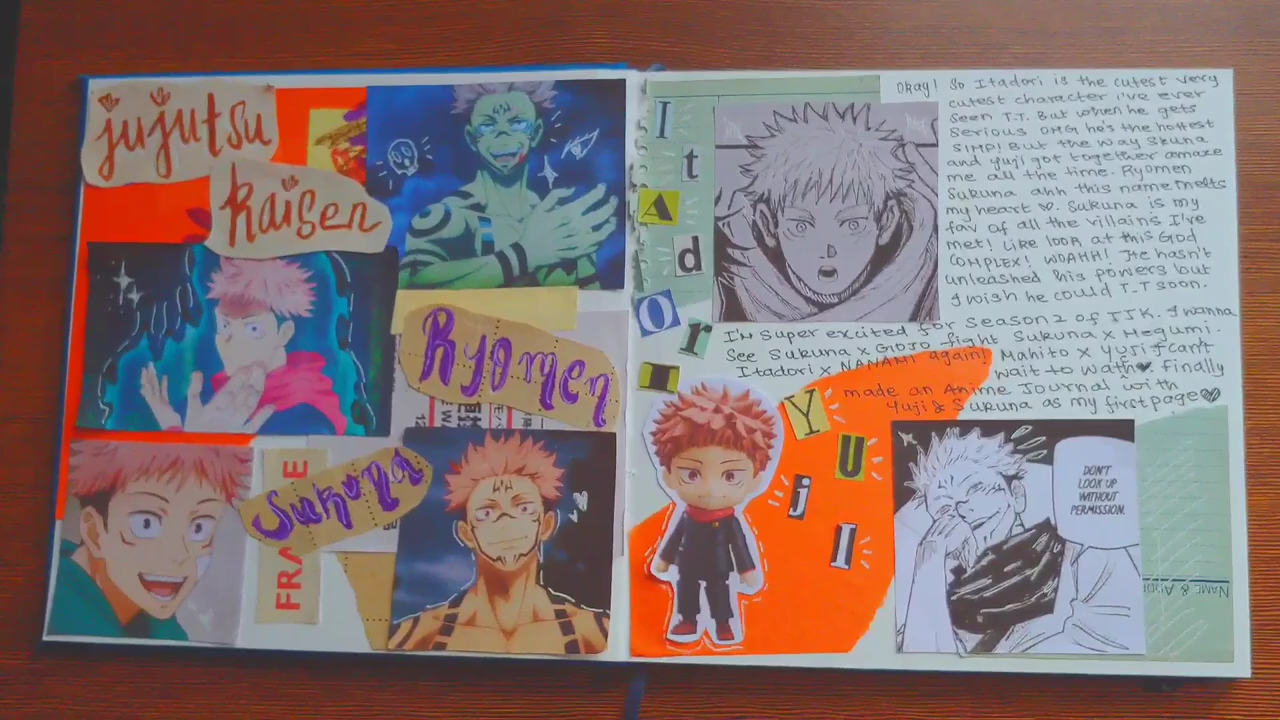 jujutsu
Kaisen
Ryomen
Sukuna
FRA E
ItAdOrI
Okay! So Itadori is the cutest very
cutest character i've ever
seen T.T. But when he gets
serious OMG he's the hottest
SIMP! But the way Skuna
and Yuji got together amaze
me all the time. Ryomen
Sukuna ahh this name melts
my heart ♡. Sukuna is my
fav of all the villains I've
met! Like look at this God
COMPLEX! WOAHH! He hasn't
unleashed his powers but
I wish he could T.T soon.
I'm super excited for season 2 of JJK. I wanna
see Sukuna x GOJO fight Sukuna x Megumi.
Itadori x NANAMI again! Mahito x Yuji I can't
wait to wath♥ finally
made an Anime Journal with
Yuji & Sukuna as my first page♡
YUjI
DON'T
LOOK UP
WITHOUT
PERMISSION.